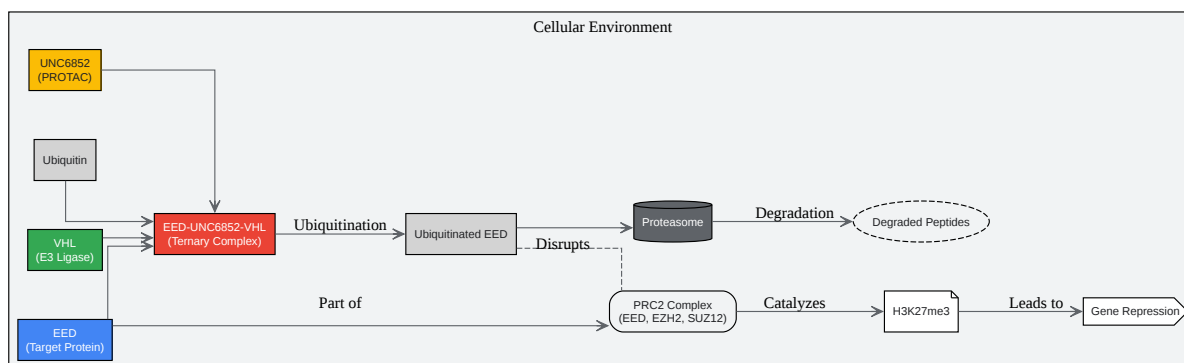 Cellular Environment
UNC6852
(PROTAC)
Ubiquitin
VHL
(E3 Ligase)
EED
(Target Protein)
EED-UNC6852-VHL
(Ternary Complex)
Ubiquitination
Ubiquitinated EED
Disrupts
Proteasome
Degradation
Degraded Peptides
Part of
PRC2 Complex
(EED, EZH2, SUZ12)
Catalyzes
H3K27me3
Leads to
Gene Repression